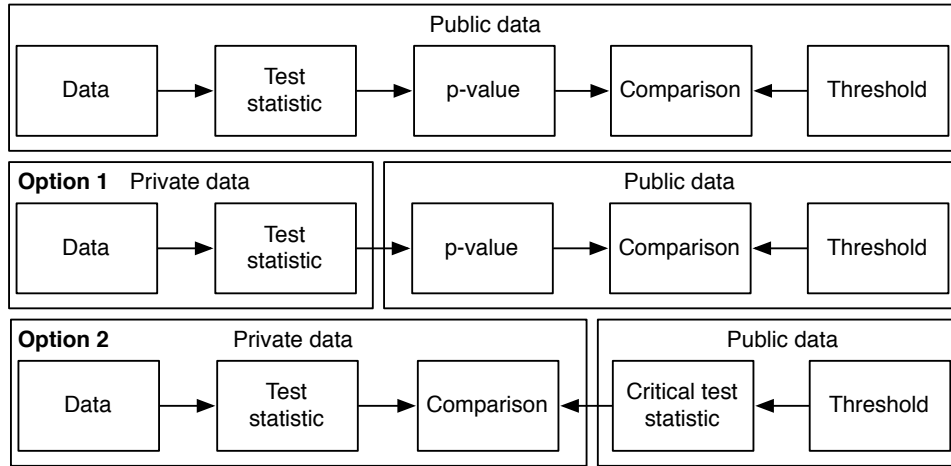 Public data
Data
Test
statistic
p-value
Comparison
Threshold
Option 1 Private data
Public data
Data
Test
statistic
p-value
Comparison
Threshold
Option 2 Private data
Public data
Data
Test
statistic
Comparison
Critical test
statistic
Threshold